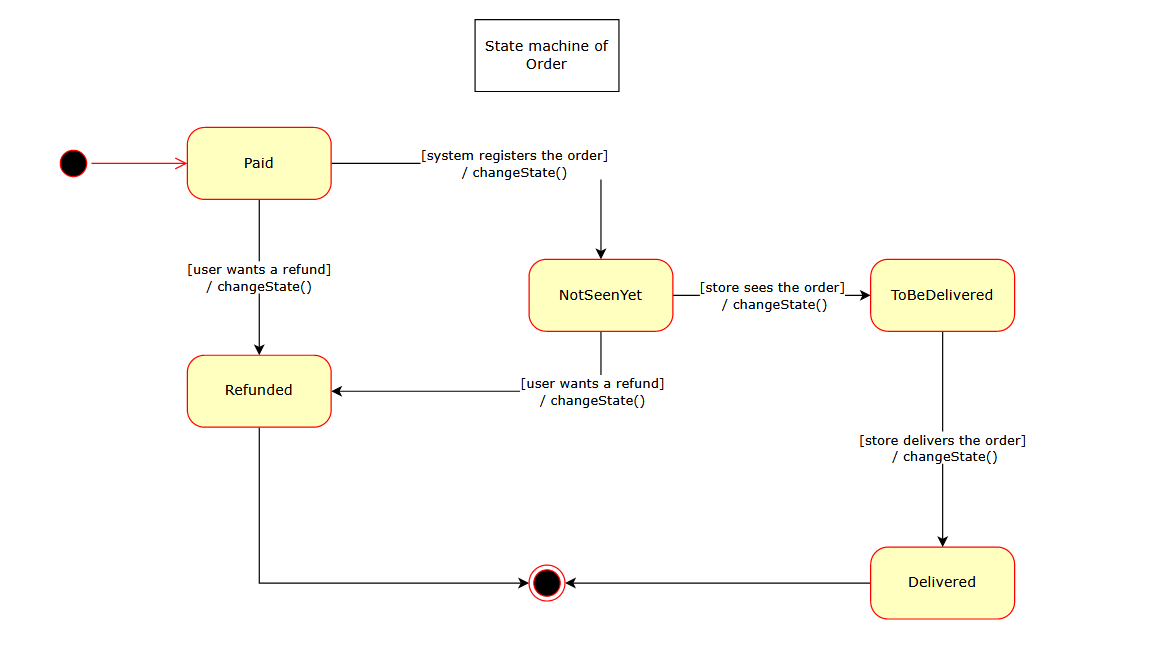 State machine of
Order
Paid
[system registers the order]
/ changeState()
[user wants a refund]
/ changeState()
NotSeenYet
[store sees the order]
/ changeState()
ToBeDelivered
Refunded
[user wants a refund]
/ changeState()
[store delivers the order]
/ changeState()
Delivered